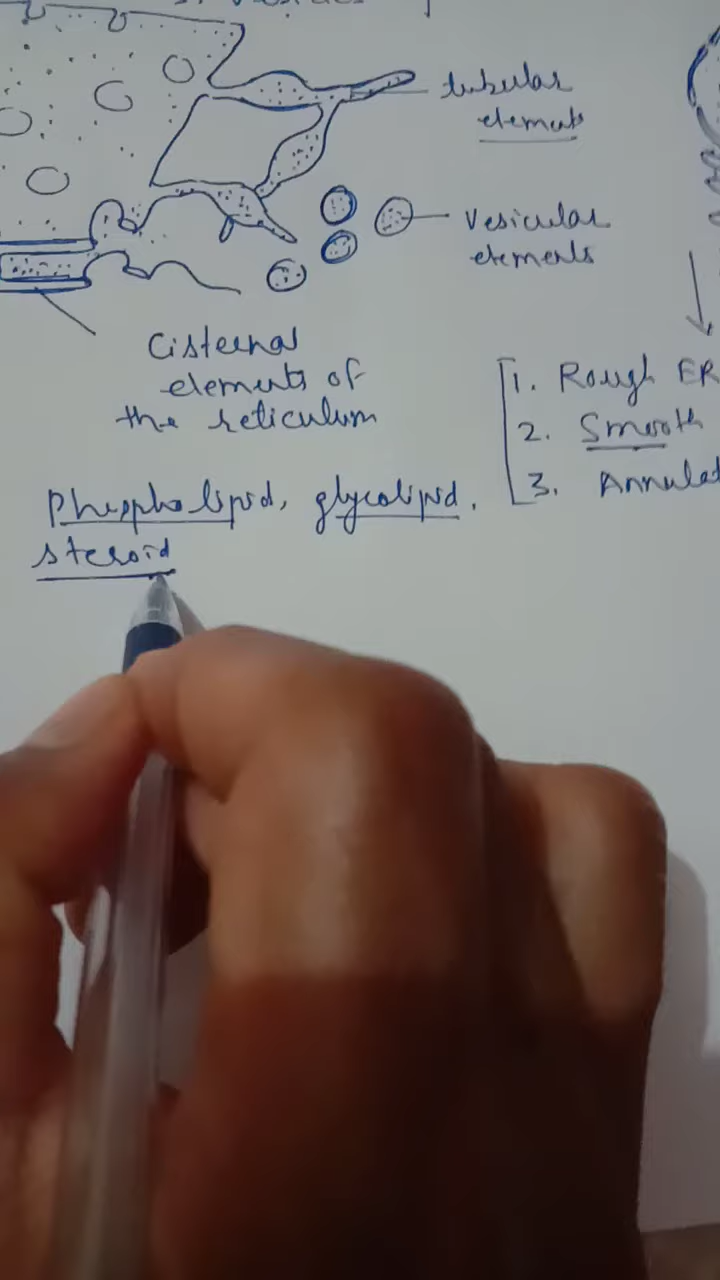 tubular
elements
Vesicular
elements
Cisternal
elements of
the reticulum
1. Rough ER
2. Smooth
3. Annulat
Phospholipid, glycolipid,
steroid